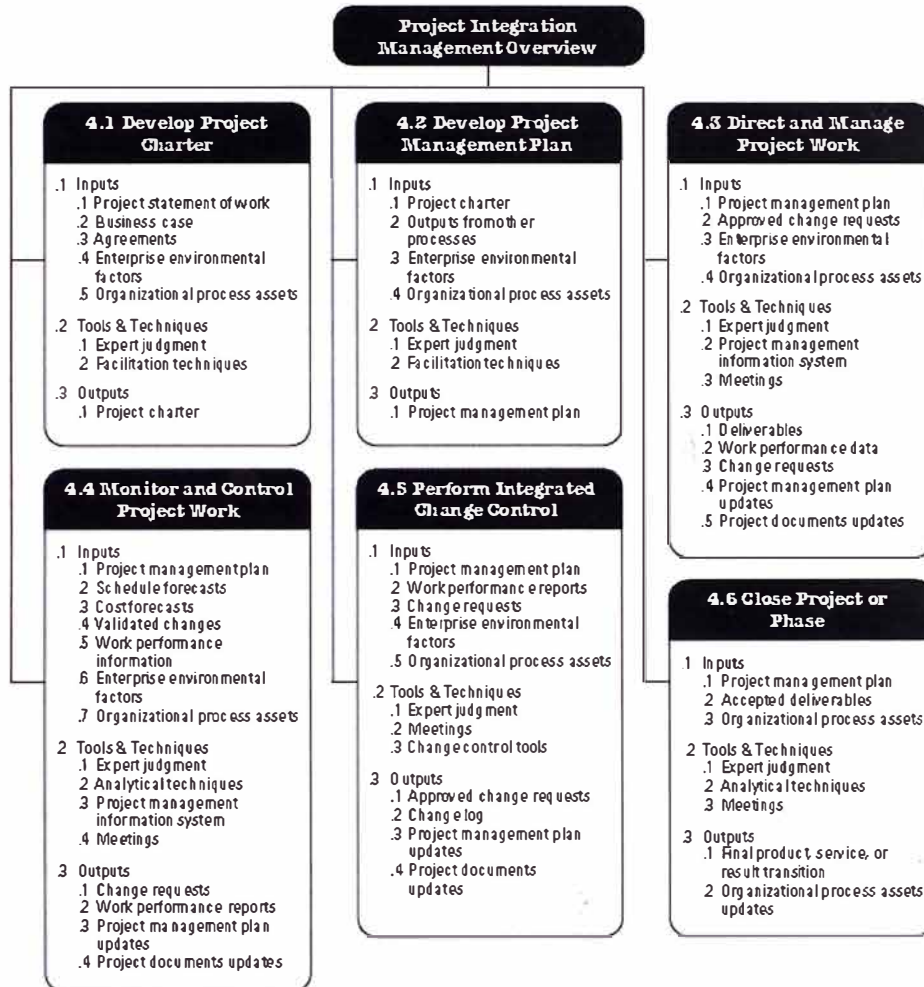 Project Integration
Management Overview
4.1 Develop Project
Charter
.1 Inputs
.1 Project statement of work
.2 Business case
.3 Agreements
.4 Enterprise environmental
factors
.5 Organizational process assets
.2 Tools & Techniques
.1 Expert judgment
.2 Facilitation techniques
.3 Outputs
.1 Project charter
4.2 Develop Project
Management Plan
.1 Inputs
.1 Project charter
.2 Outputs from other
processes
.3 Enterprise environmental
factors
.4 Organizational process assets
.2 Tools & Techniques
.1 Expert judgment
.2 Facilitation techniques
.3 Outputs
.1 Project management plan
4.3 Direct and Manage
Project Work
.1 Inputs
.1 Project management plan
.2 Approved change requests
.3 Enterprise environmental
factors
.4 Organizational process assets
.2 Tools & Techniques
.1 Expert judgment
.2 Project management
information system
.3 Meetings
.3 Outputs
.1 Deliverables
.2 Work performance data
.3 Change requests
.4 Project management plan
updates
.5 Project documents updates
4.4 Monitor and Control
Project Work
.1 Inputs
.1 Project management plan
.2 Schedule forecasts
.3 Cost forecasts
.4 Validated changes
.5 Work performance
information
.6 Enterprise environmental
factors
.7 Organizational process assets
.2 Tools & Techniques
.1 Expert judgment
.2 Analytical techniques
.3 Project management
information system
.4 Meetings
.3 Outputs
.1 Change requests
.2 Work performance reports
.3 Project management plan
updates
.4 Project documents updates
4.5 Perform Integrated
Change Control
.1 Inputs
.1 Project management plan
.2 Work performance reports
.3 Change requests
.4 Enterprise environmental
factors
.5 Organizational process assets
.2 Tools & Techniques
.1 Expert judgment
.2 Meetings
.3 Change control tools
.3 Outputs
.1 Approved change requests
.2 Change log
.3 Project management plan
updates
.4 Project documents
updates
4.6 Close Project or
Phase
.1 Inputs
.1 Project management plan
.2 Accepted deliverables
.3 Organizational process assets
.2 Tools & Techniques
.1 Expert judgment
.2 Analytical techniques
.3 Meetings
.3 Outputs
.1 Final product, service, or
result transition
.2 Organizational process assets
updates